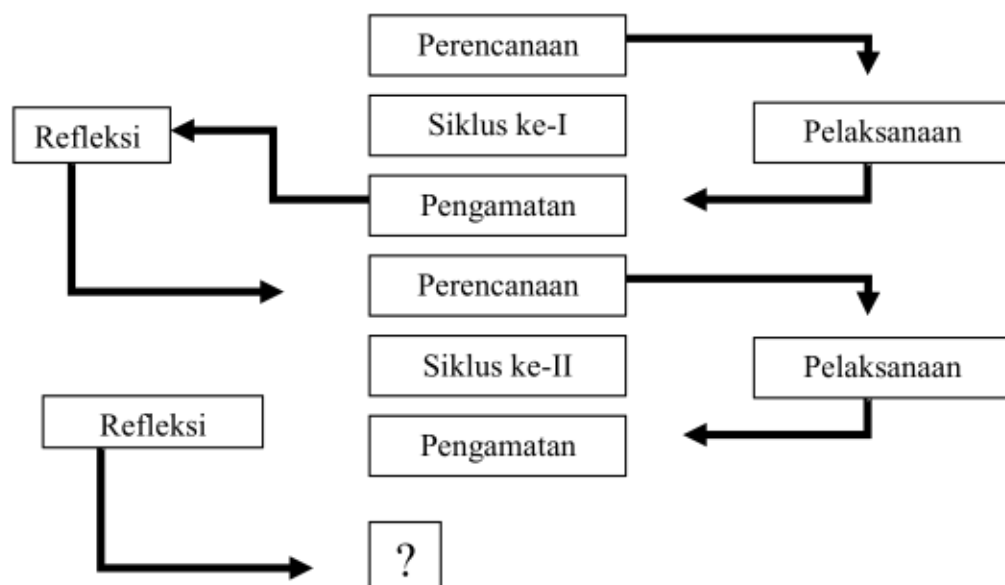 Perencanaan
Siklus ke-I
Pelaksanaan
Refleksi
Pengamatan
Perencanaan
Siklus ke-II
Pelaksanaan
Refleksi
Pengamatan
?